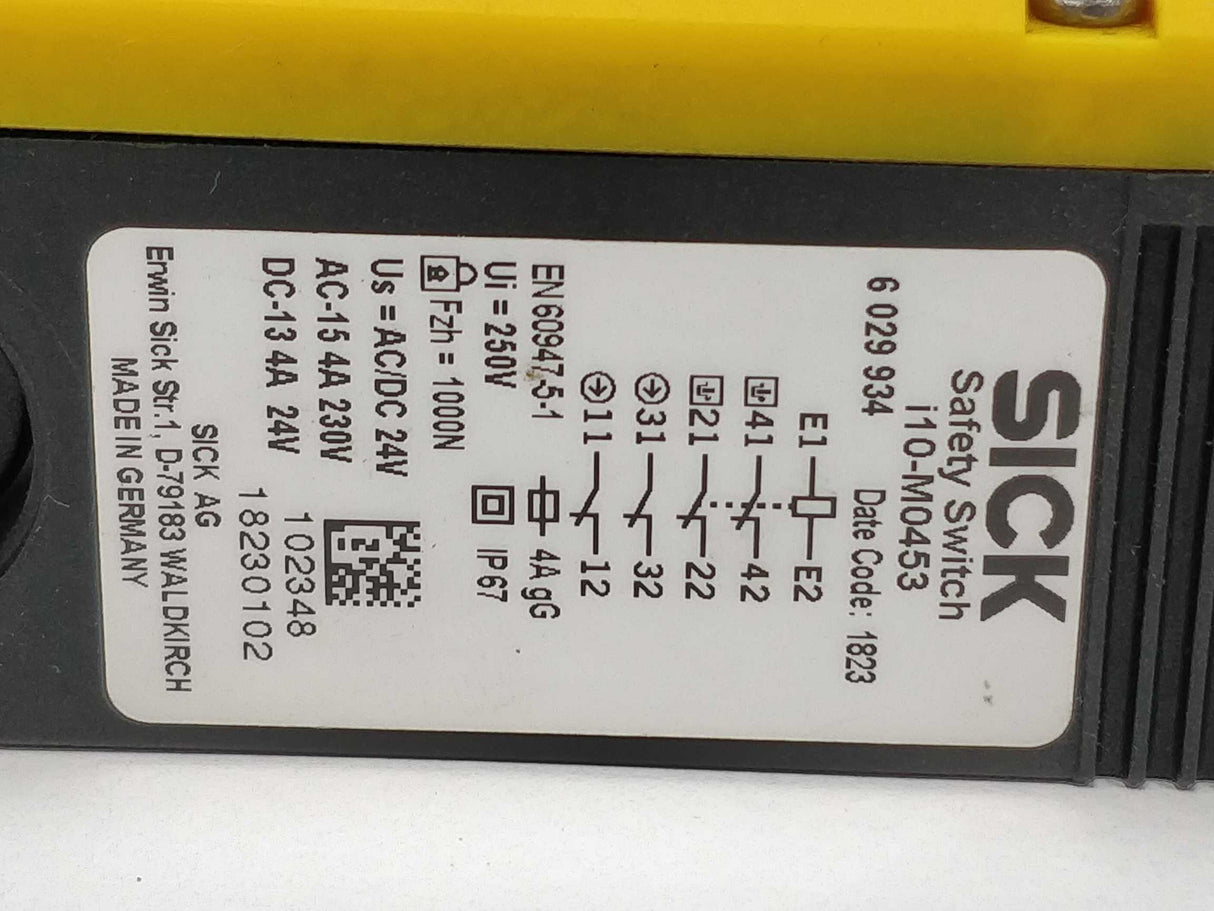 SICK
Safety Switch
i10-M0453
6 029 934 Date Code: 1823
E1 E2
41 42
21 22
31 32
11 12
EN 60947-5-1 4A gG
Ui = 250V IP67
Fzh = 1000N
Us = AC/DC 24V
AC-15 4A 230V
DC-13 4A 24V
102348
18230102
SICK AG
Erwin Sick Str.1, D-79183 WALDKIRCH
MADE IN GERMANY